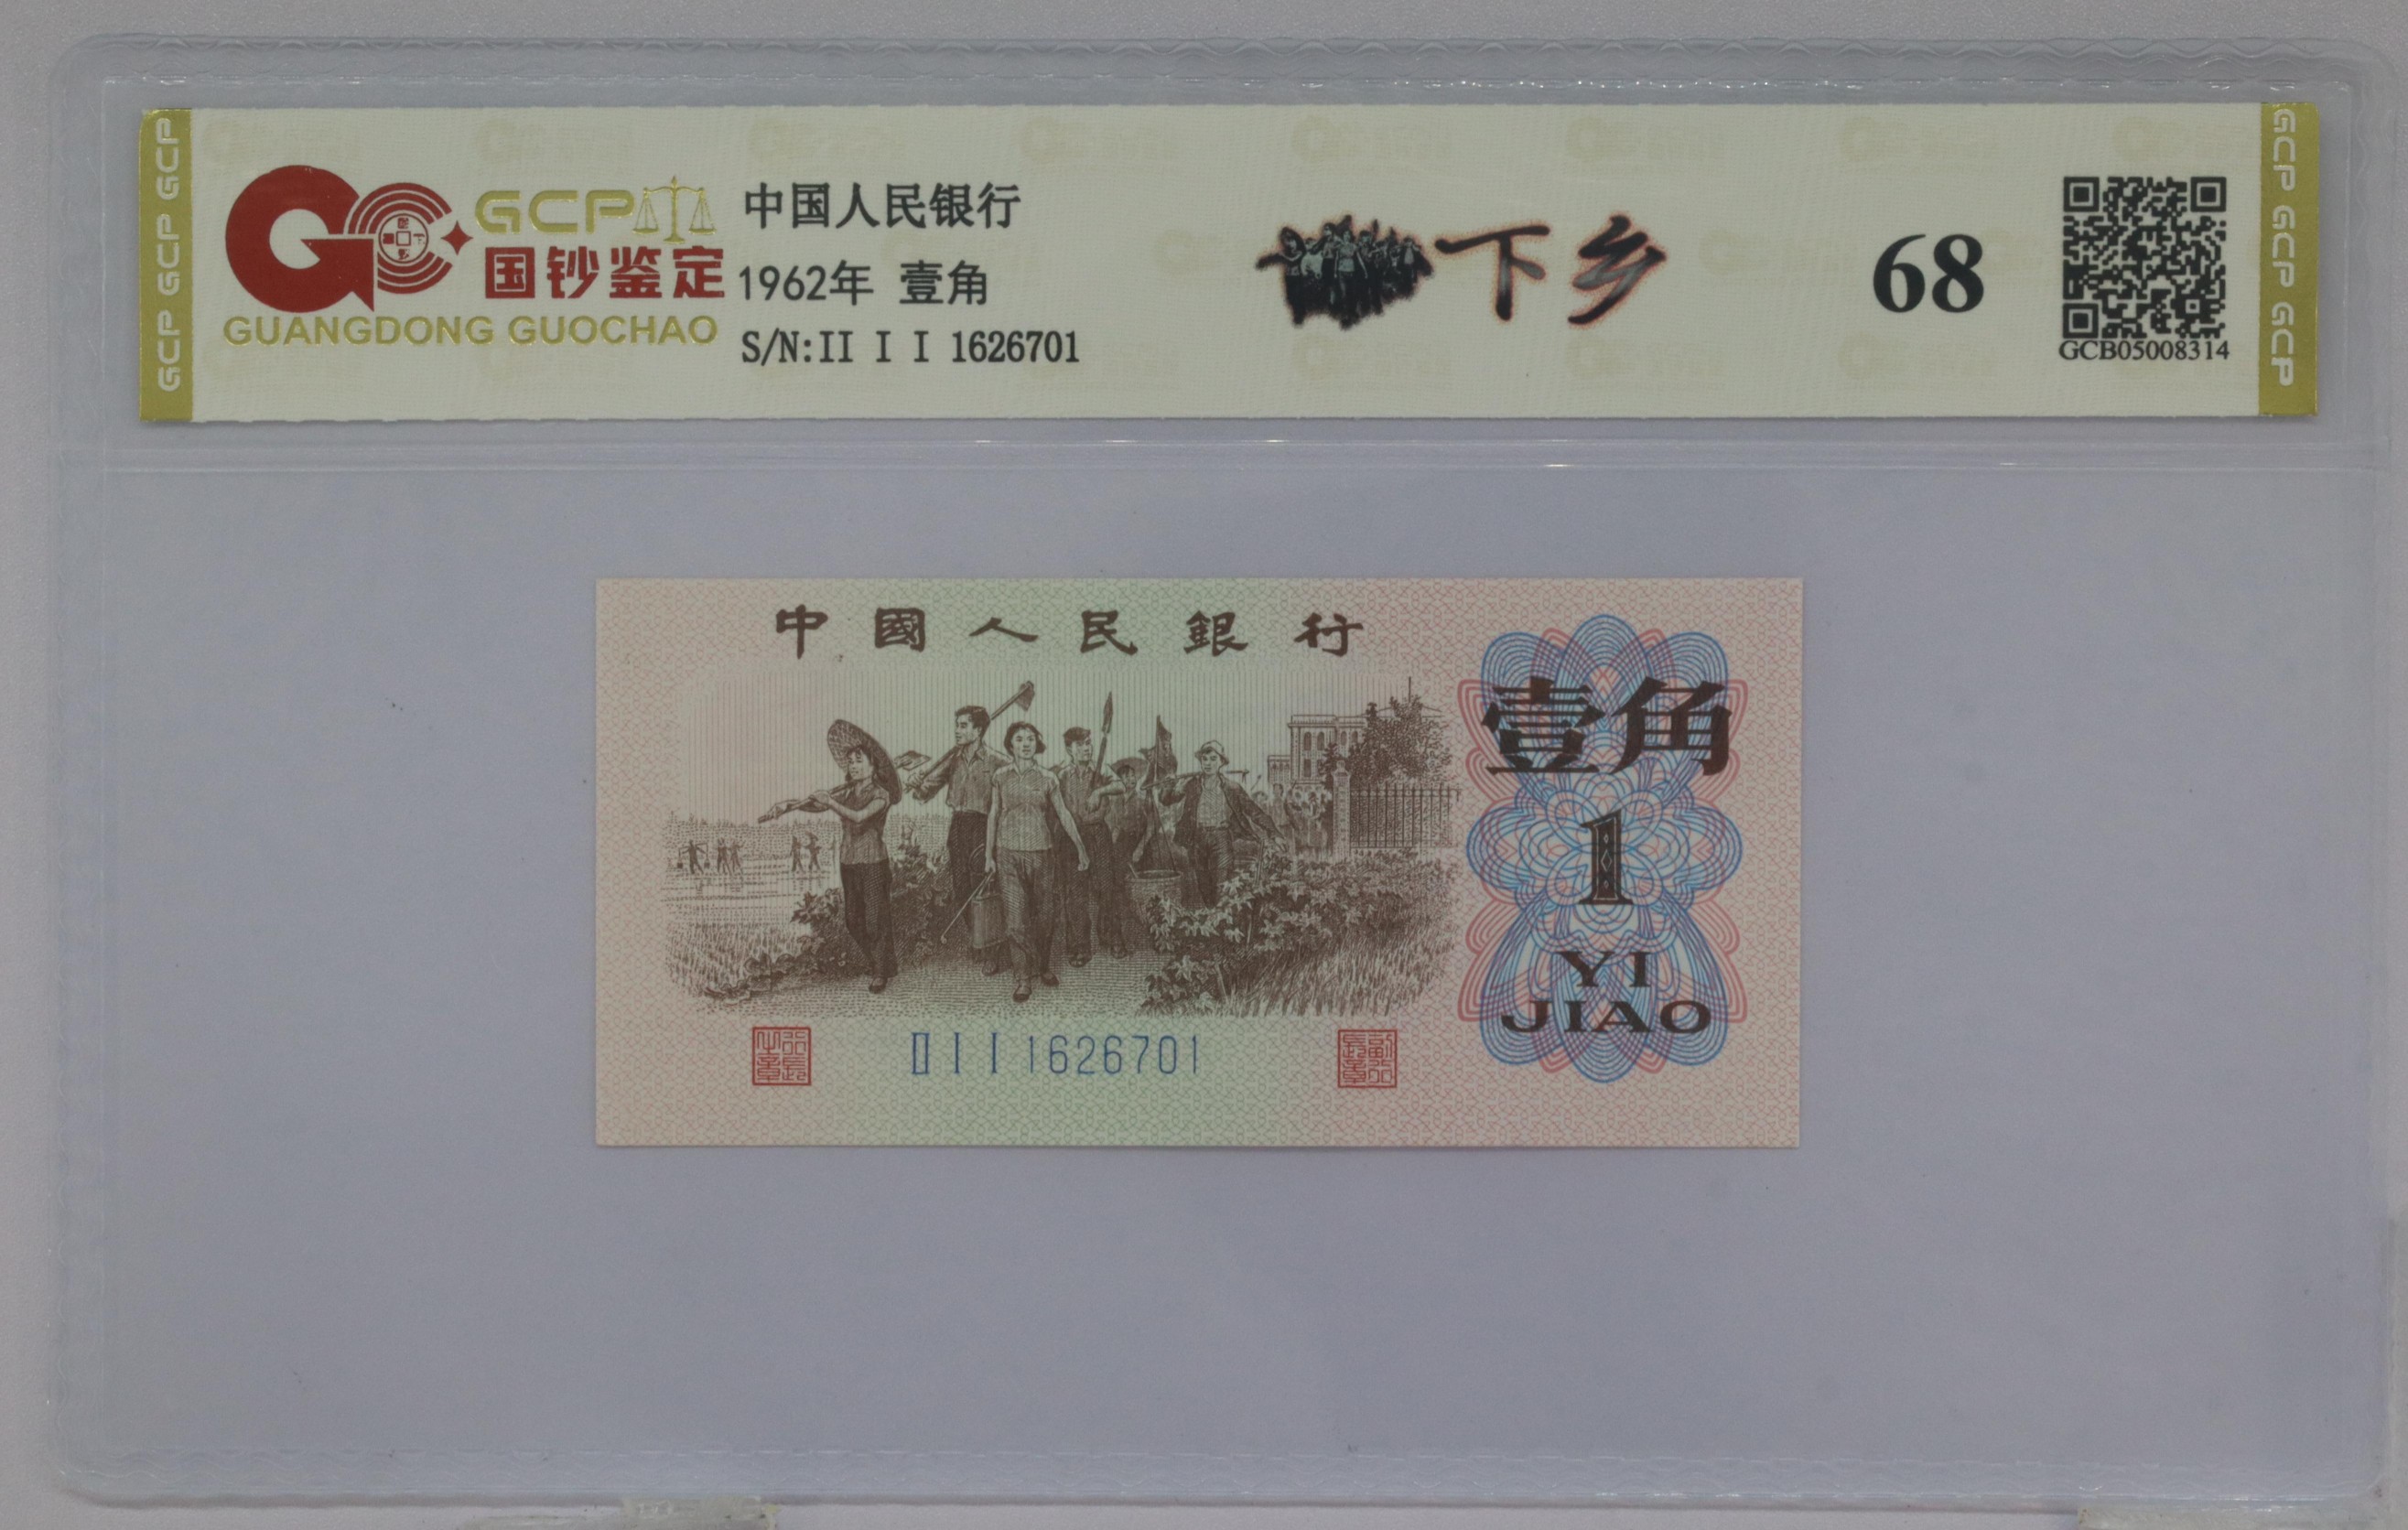 GCP GCP GCP
GCP
国钞鉴定
GUANGDONG GUOCHAO
中国人民银行
1962年 壹角
S/N:II I I 1626701
下乡
68
GCB05008314
GCP GCP GCP
中國人民銀行
壹角
1
YI
JIAO
II I I 1626701